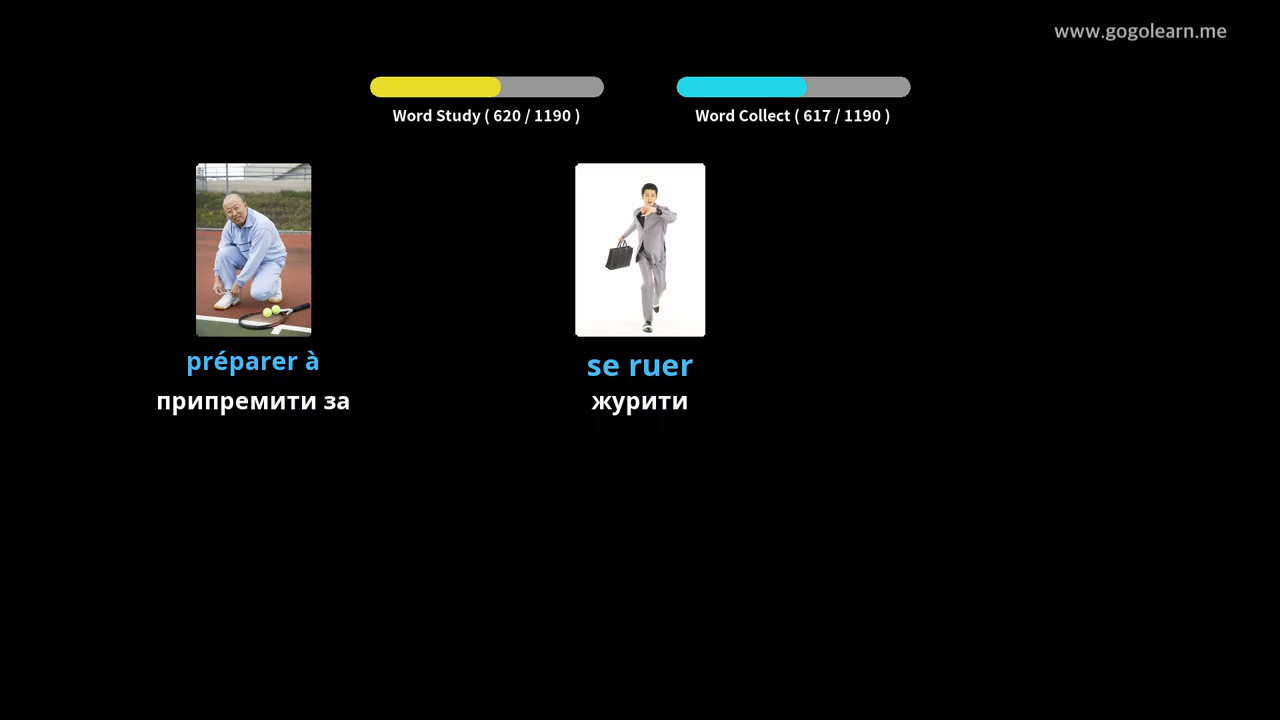 www.gogolearn.me
Word Study ( 620 / 1190 )
Word Collect ( 617 / 1190 )
préparer à
припремити за
se ruer
журити